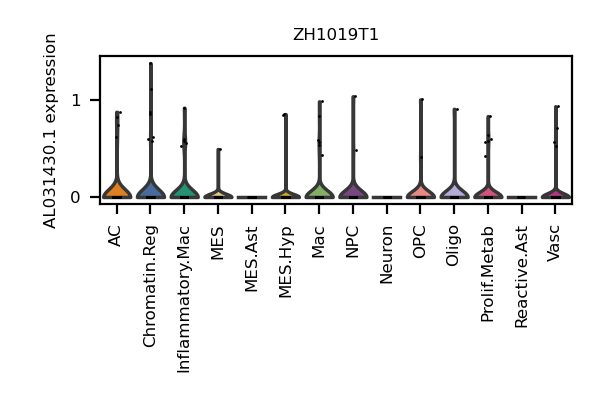 ZH1019T1
AL031430.1 expression
1
0
AC
Chromatin.Reg
Inflammatory.Mac
MES
MES.Ast
MES.Hyp
Mac
NPC
Neuron
OPC
Oligo
Prolif.Metab
Reactive.Ast
Vasc